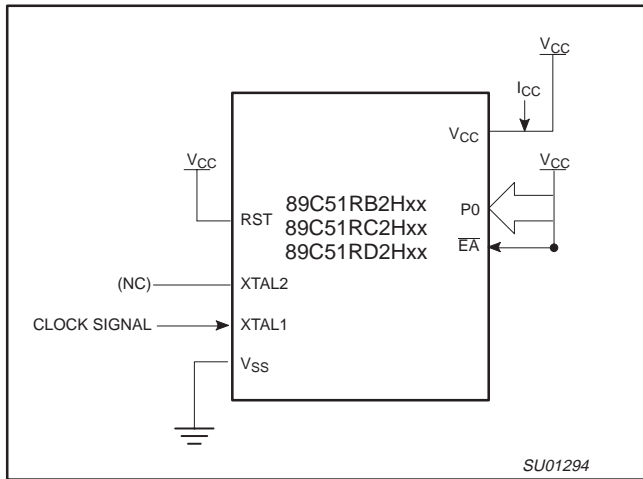 VCC
ICC
VCC
VCC
VCC
RST
89C51RB2Hxx
89C51RC2Hxx
89C51RD2Hxx
P0
EA
(NC)
XTAL2
CLOCK SIGNAL
XTAL1
VSS
SU01294